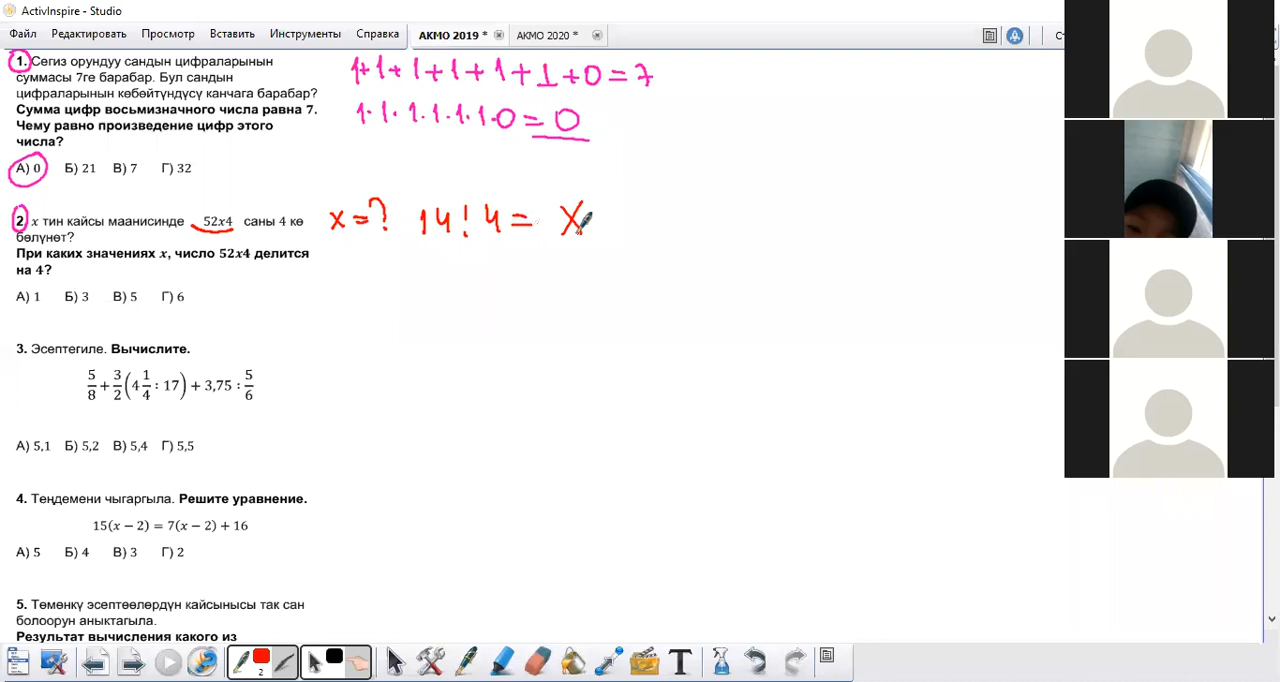 ActivInspire - Studio
Файл Редактировать Просмотр Вставить Инструменты Справка АКМО 2019 * АКМО 2020 *
1. Сегиз орундуу сандын цифраларынын
суммасы 7ге барабар. Бул сандын
цифраларынын көбөйтүндүсү канчага барабар?
Сумма цифр восьмизначного числа равна 7.
Чему равно произведение цифр этого
числа?
А) 0 Б) 21 В) 7 Г) 32
1+1+1+1+1+1+0=7
1·1·1·1·1·1·0=0
2 x тин кайсы маанисинде 52x4 саны 4 кө
бөлүнөт?
При каких значениях x, число 52x4 делится
на 4?
А) 1 Б) 3 В) 5 Г) 6
x=? 14:4= X
3. Эсептегиле. Вычислите.
5/8 + 3/2 (4 1/4 : 17) + 3,75 : 5/6
А) 5,1 Б) 5,2 В) 5,4 Г) 5,5
4. Теңдемени чыгаргыла. Решите уравнение.
15(x − 2) = 7(x − 2) + 16
А) 5 Б) 4 В) 3 Г) 2
5. Төмөнкү эсептөөлөрдүн кайсынысы так сан
болоорун аныктагыла.
Результат вычисления какого из
2